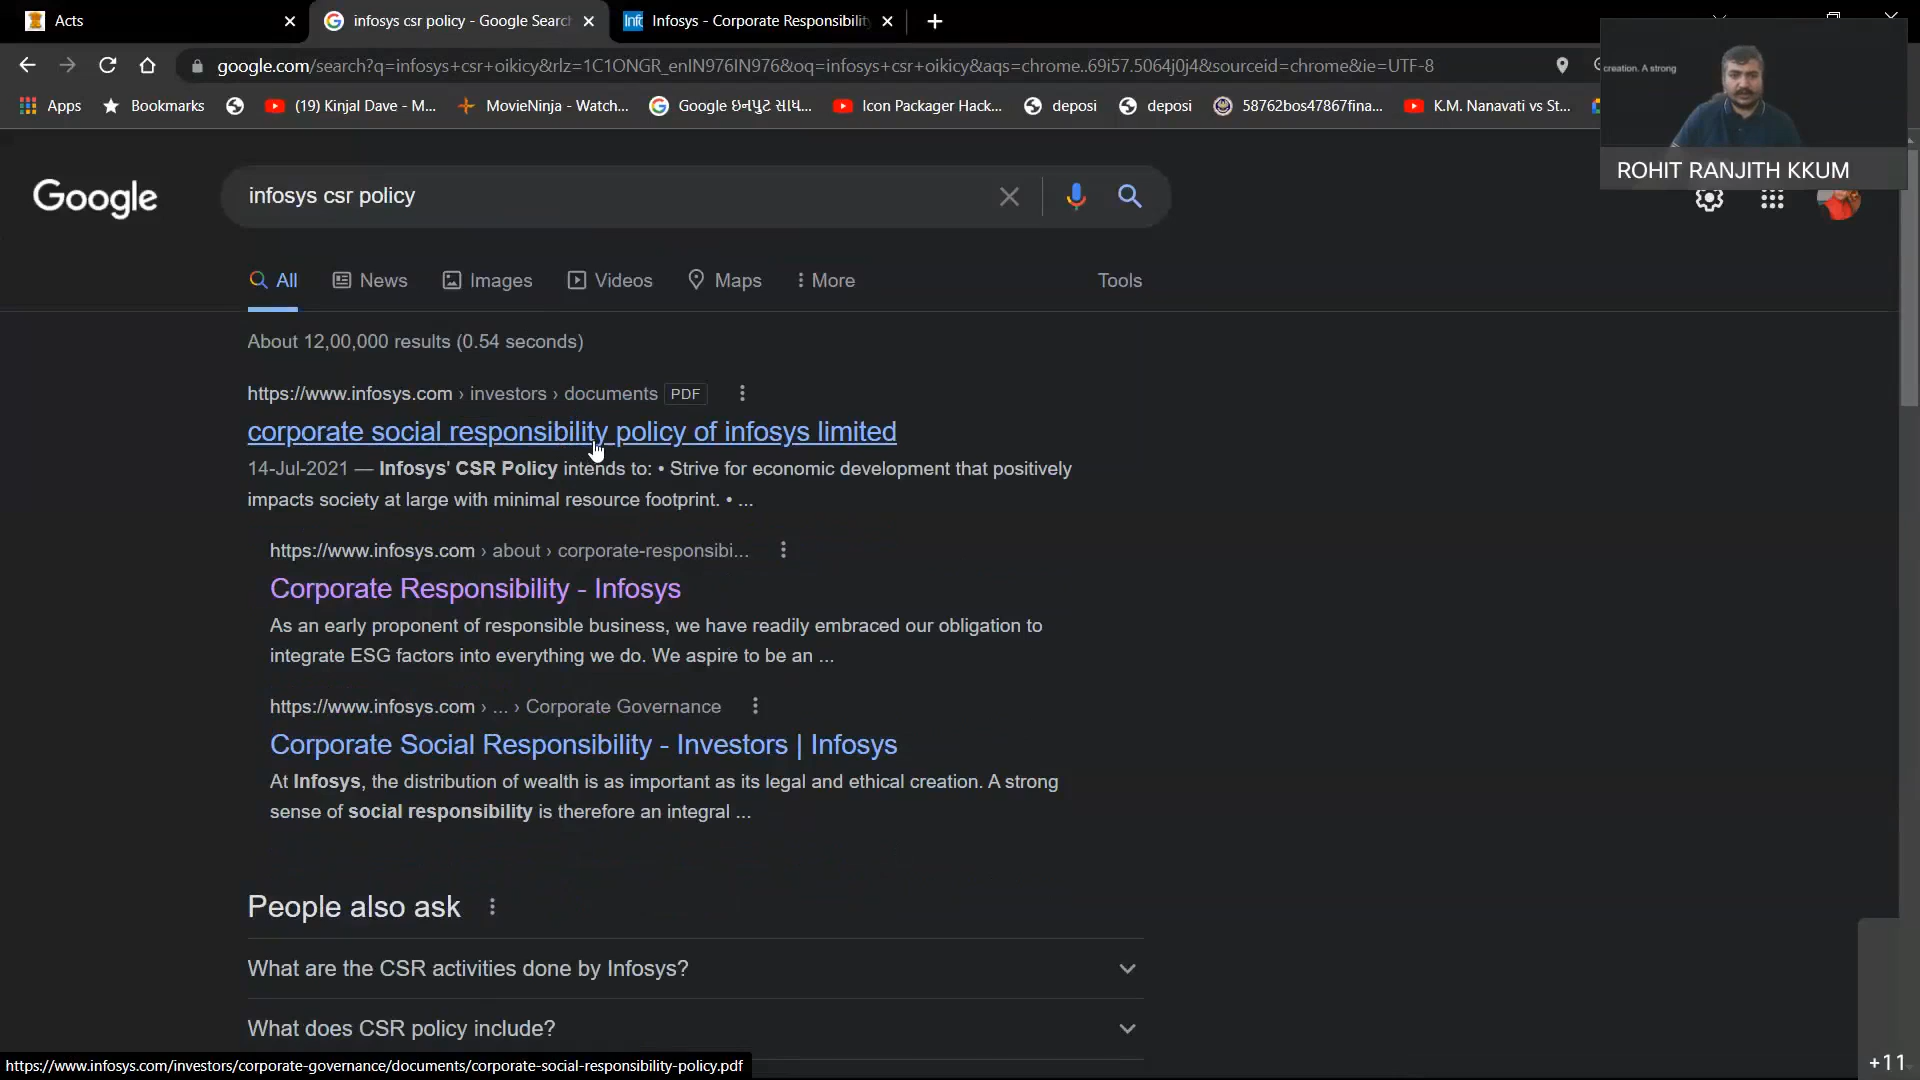 Acts
infosys csr policy - Google Search
Infosys - Corporate Responsibility
google.com/search?q=infosys+csr+oikicy&rlz=1C1ONGR_enIN976IN976&oq=infosys+csr+oikicy&aqs=chrome..69i57.5064j0j4&sourceid=chrome&ie=UTF-8
creation. A strong
Apps
Bookmarks
(19) Kinjal Dave - M...
MovieNinja - Watch...
Google ઇનપુટ સાધ...
Icon Packager Hack...
deposi
deposi
58762bos47867fina...
K.M. Nanavati vs St...
ROHIT RANJITH KKUM
Google
infosys csr policy
All
News
Images
Videos
Maps
More
Tools
About 12,00,000 results (0.54 seconds)
https://www.infosys.com › investors › documents PDF
corporate social responsibility policy of infosys limited
14-Jul-2021 — Infosys' CSR Policy intends to: • Strive for economic development that positively
impacts society at large with minimal resource footprint. • ...
https://www.infosys.com › about › corporate-responsibi...
Corporate Responsibility - Infosys
As an early proponent of responsible business, we have readily embraced our obligation to
integrate ESG factors into everything we do. We aspire to be an ...
https://www.infosys.com › ... › Corporate Governance
Corporate Social Responsibility - Investors | Infosys
At Infosys, the distribution of wealth is as important as its legal and ethical creation. A strong
sense of social responsibility is therefore an integral ...
People also ask
What are the CSR activities done by Infosys?
What does CSR policy include?
https://www.infosys.com/investors/corporate-governance/documents/corporate-social-responsibility-policy.pdf
+11